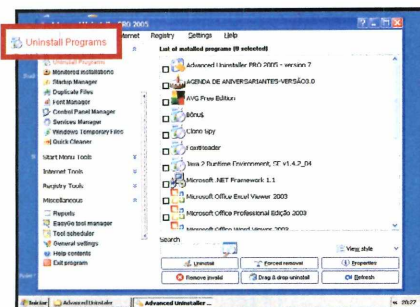 PRO 2005
Uninstall Programs
Registry Settings Help
List of installed programs (0 selected)
Uninstall Programs
Monitored installations
Startup Manager
Duplicate Files
Font Manager
Control Panel Manager
Services Manager
Windows Temporary Files
Quick Cleaner
Start Menu Tools
Internet Tools
Registry Tools
Miscellaneous
Reports
EasyGo tool manager
Tool scheduler
General settings
Help contents
Exit program
Advanced Uninstaller PRO 2005 - version 7
AGENDA DE ANIVERSARIANTES-VERSÃO3.0
AVG Free Edition
Bônus
Clone Spy
FontReader
Java 2 Runtime Environment, SE v1.4.2_04
Microsoft .NET Framework 1.1
Microsoft Office Excel Viewer 2003
Microsoft Office Professional Edição 2003
Microsoft Office Word Viewer 2003
Search
View style
Uninstall
Forced removal
Properties
Remove invalid
Drag & drop uninstall
Refresh
Iniciar
Advanced Uninstaler
Advanced Uninstaller ...
20:27